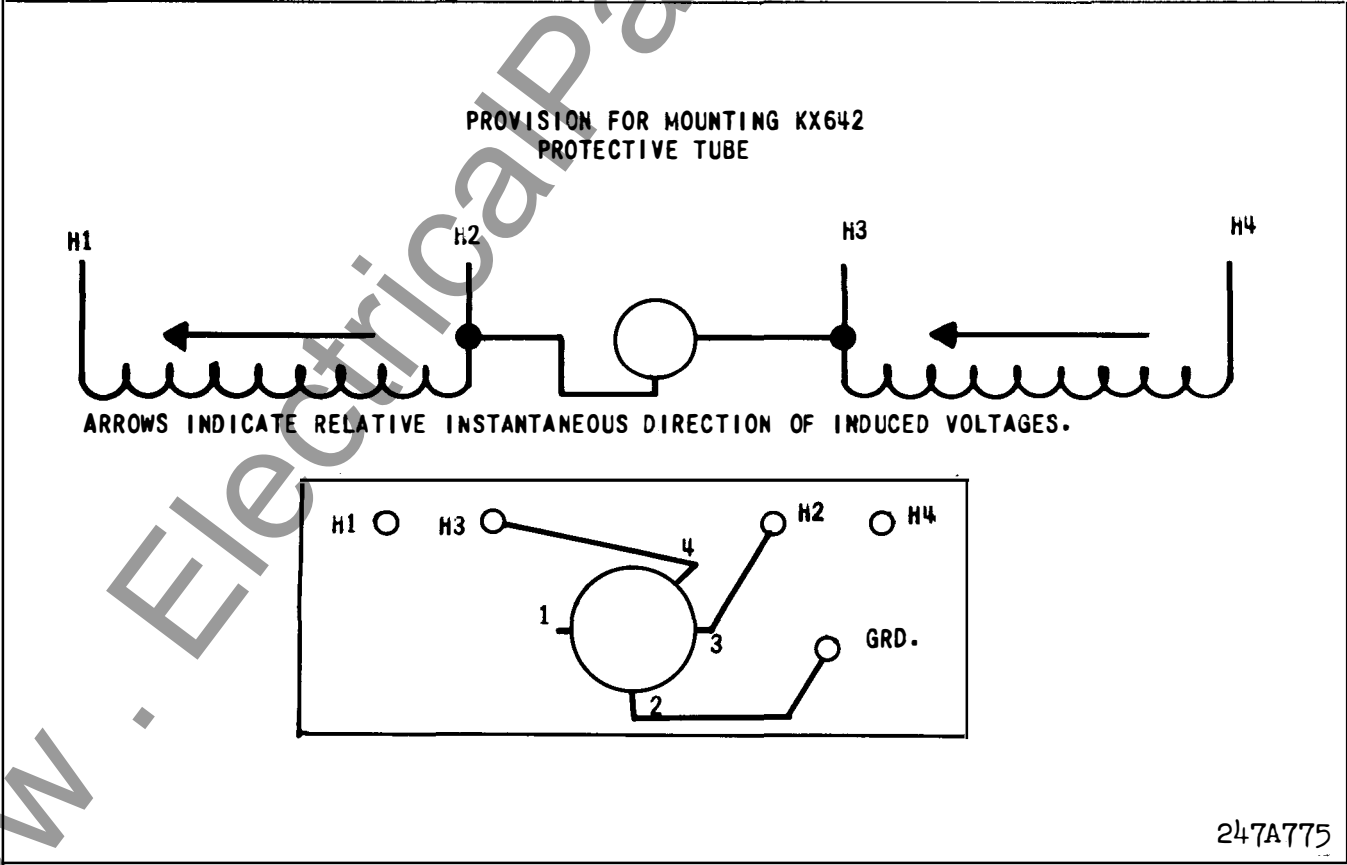 PROVISION FOR MOUNTING KX642
PROTECTIVE TUBE
H1
H2
H3
H4
ARROWS INDICATE RELATIVE INSTANTANEOUS DIRECTION OF INDUCED VOLTAGES.
H1
H3
4
H2
H4
1
3
GRD.
2
247A775
w . ElectricalPa